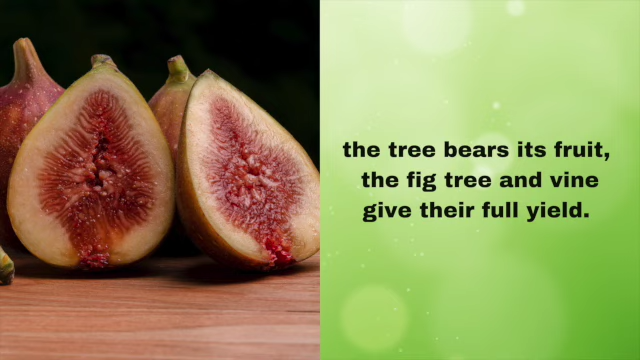 the tree bears its fruit,
the fig tree and vine
give their full yield.